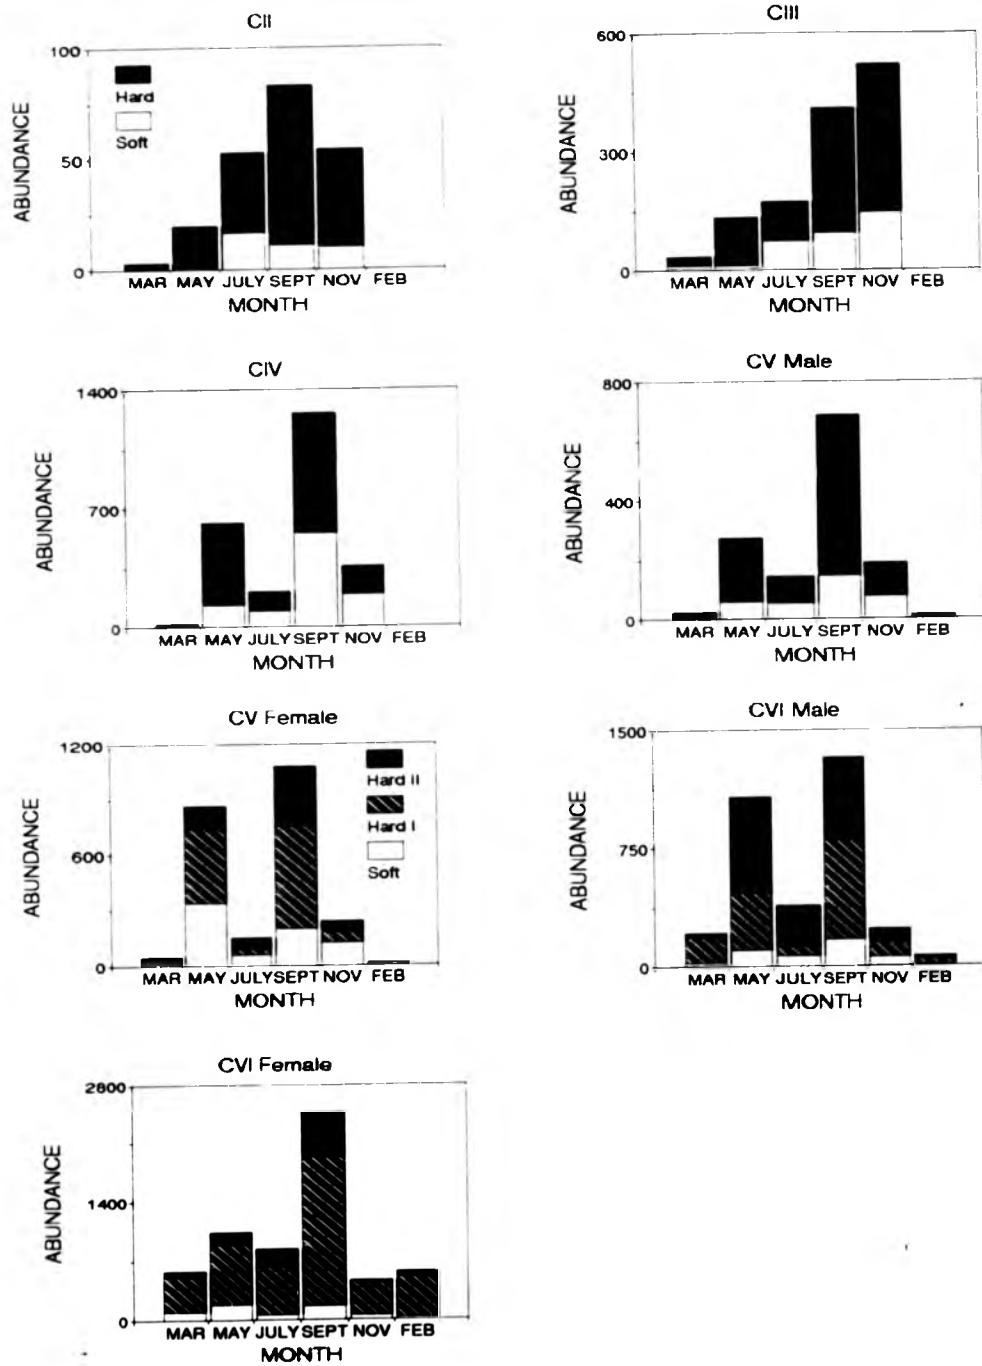 CII
100
50
0
ABUNDANCE
Hard
Soft
MAR MAY JULY SEPT NOV FEB
MONTH
CIII
600
300
0
ABUNDANCE
MAR MAY JULY SEPT NOV FEB
MONTH
CIV
1400
700
0
ABUNDANCE
MAR MAY JULY SEPT NOV FEB
MONTH
CV Male
800
400
0
ABUNDANCE
MAR MAY JULY SEPT NOV FEB
MONTH
CV Female
1200
600
0
ABUNDANCE
Hard II
Hard I
Soft
MAR MAY JULY SEPT NOV FEB
MONTH
CVI Male
1500
750
0
ABUNDANCE
MAR MAY JULY SEPT NOV FEB
MONTH
CVI Female
2800
1400
0
ABUNDANCE
MAR MAY JULY SEPT NOV FEB
MONTH